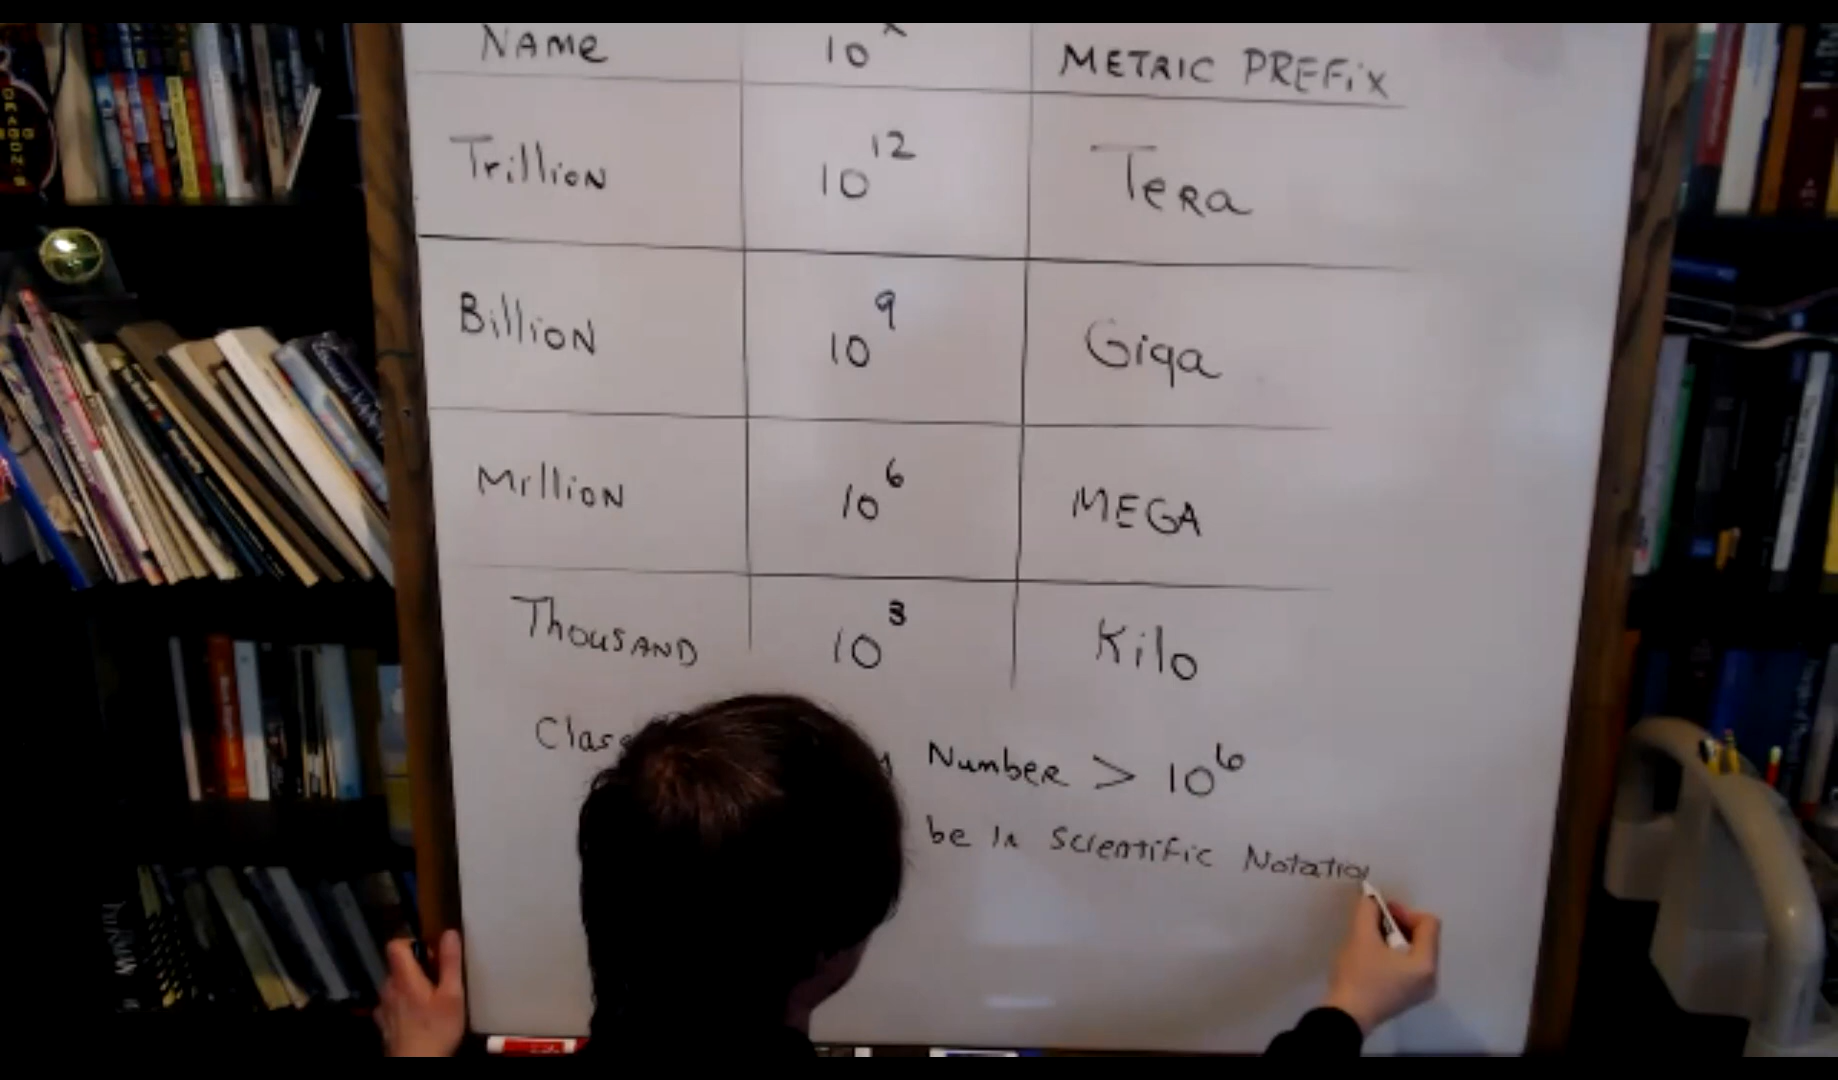 NAME 10^x METRIC PREFiX
Trillion 10^12 Tera
Billion 10^9 Giga
Million 10^6 MEGA
Thousand 10^3 Kilo
Number > 10^6
be In Scientific Notation